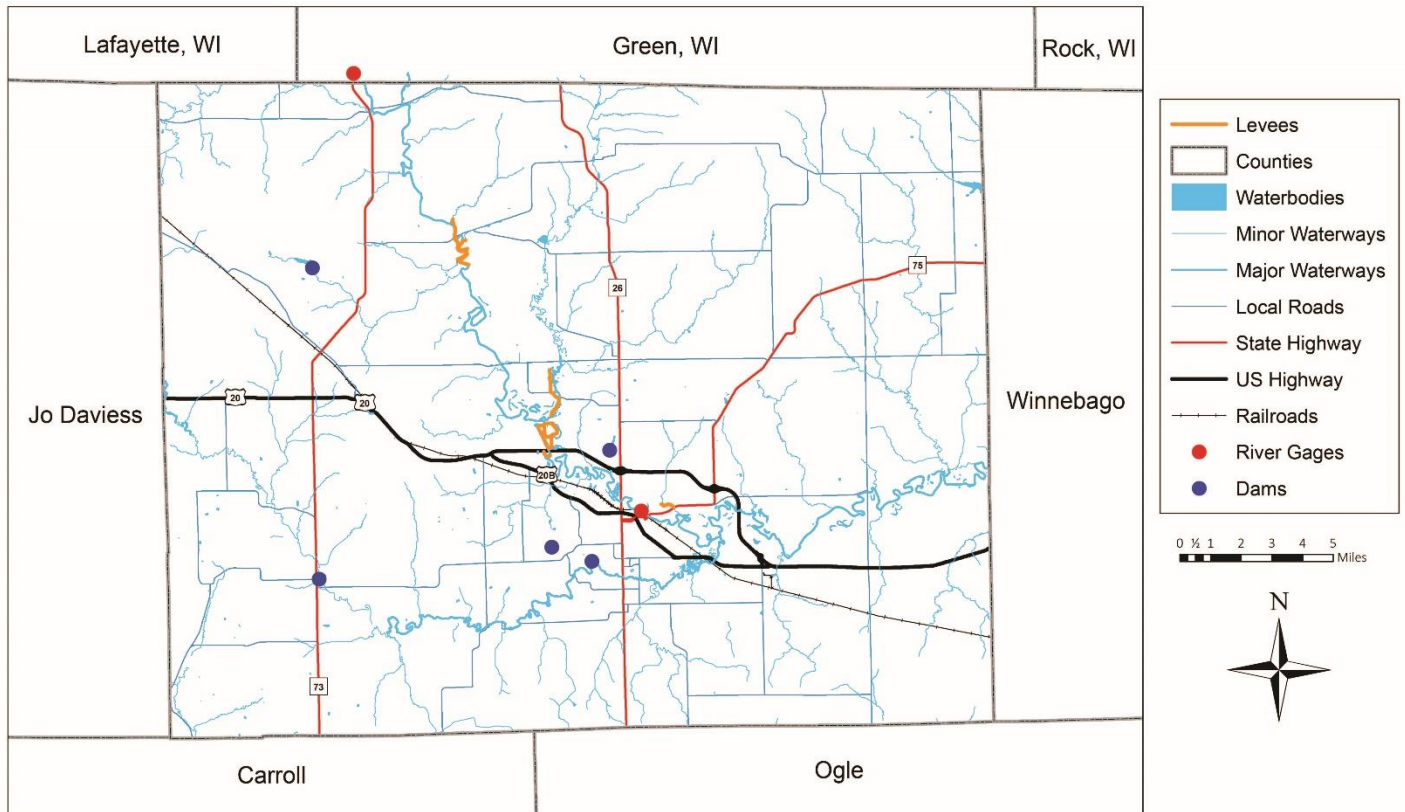 Lafayette, WI
Green, WI
Rock, WI
Jo Daviess
Winnebago
Carroll
Ogle
26
75
20
20
20B
73
Levees
Counties
Waterbodies
Minor Waterways
Major Waterways
Local Roads
State Highway
US Highway
Railroads
River Gages
Dams
0 ½ 1 2 3 4 5
Miles
N